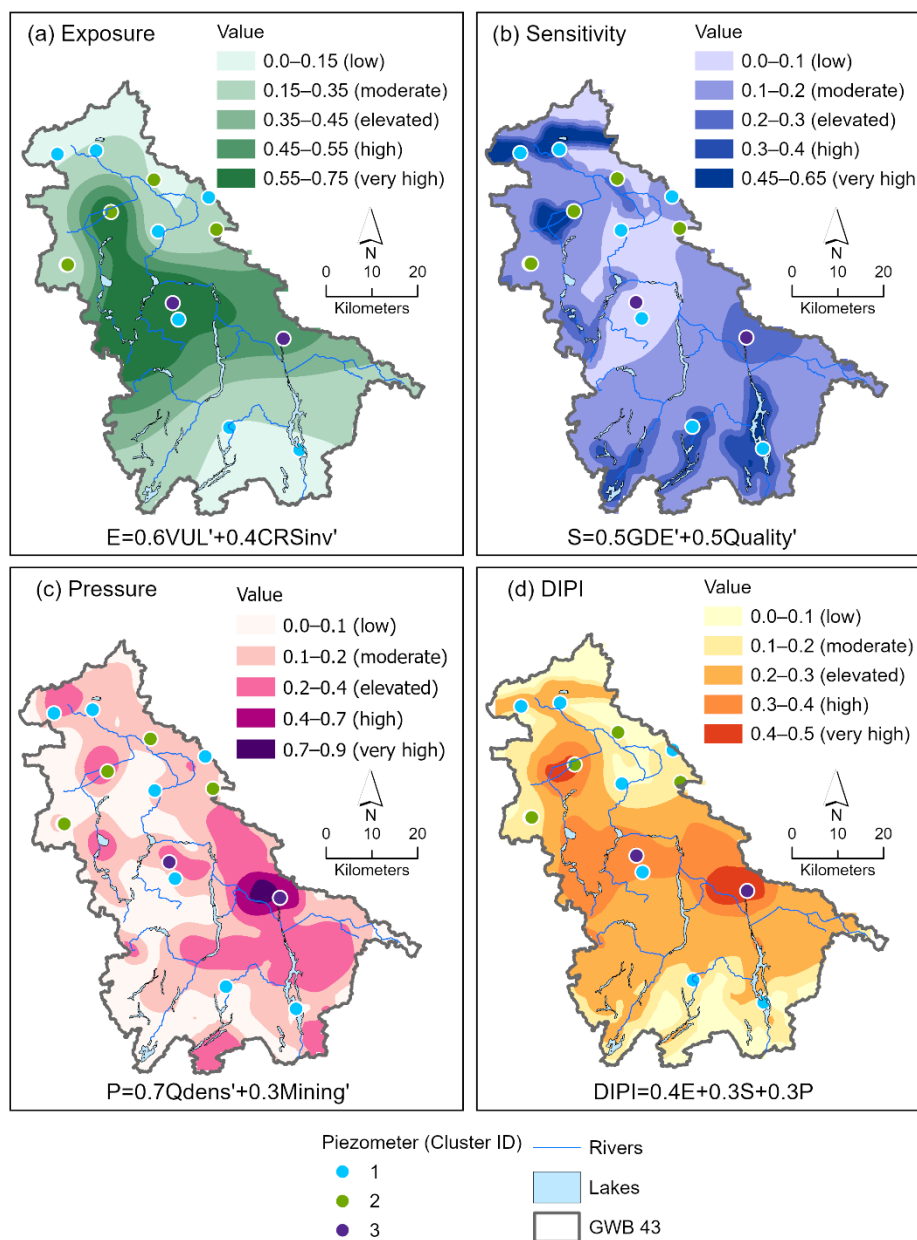 (a) Exposure
Value
0.0–0.15 (low)
0.15–0.35 (moderate)
0.35–0.45 (elevated)
0.45–0.55 (high)
0.55–0.75 (very high)
N
0 10 20
Kilometers
E=0.6VUL'+0.4CRSinv'
(b) Sensitivity
Value
0.0–0.1 (low)
0.1–0.2 (moderate)
0.2–0.3 (elevated)
0.3–0.4 (high)
0.45–0.65 (very high)
N
0 10 20
Kilometers
S=0.5GDE'+0.5Quality'
(c) Pressure
Value
0.0–0.1 (low)
0.1–0.2 (moderate)
0.2–0.4 (elevated)
0.4–0.7 (high)
0.7–0.9 (very high)
N
0 10 20
Kilometers
P=0.7Qdens'+0.3Mining'
(d) DIPI
Value
0.0–0.1 (low)
0.1–0.2 (moderate)
0.2–0.3 (elevated)
0.3–0.4 (high)
0.4–0.5 (very high)
N
0 10 20
Kilometers
DIPI=0.4E+0.3S+0.3P
Piezometer (Cluster ID)
1
2
3
Rivers
Lakes
GWB 43